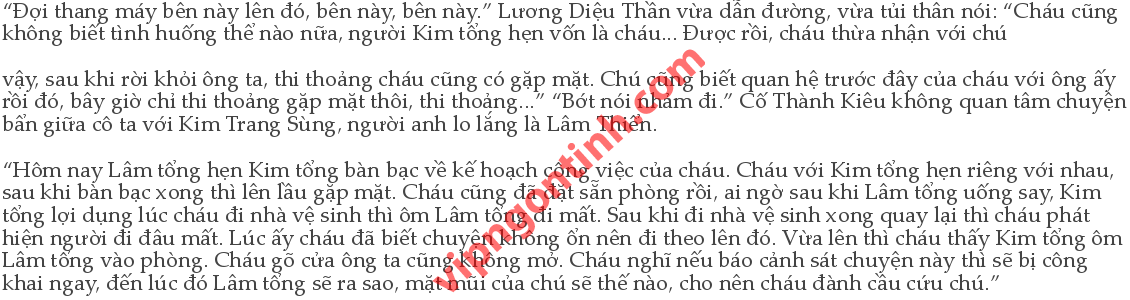 “Đợi thang máy bên này lên đó, bên này, bên này.” Lương Diệu Thần vừa dẫn đường, vừa tủi thân nói: “Cháu cũng
không biết tình huống thế nào nữa, người Kim tổng hẹn vốn là cháu... Được rồi, cháu thừa nhận với chú
vậy, sau khi rời khỏi ông ta, thi thoảng cháu cũng có gặp mặt. Chú cũng biết quan hệ trước đây của cháu với ông ấy
rồi đó, bây giờ chỉ thi thoảng gặp mặt thôi, thi thoảng...” “Bớt nói nhảm đi.” Cố Thành Kiêu không quan tâm chuyện
bẩn giữa cô ta với Kim Trang Sùng, người anh lo lắng là Lâm Thiển.
“Hôm nay Lâm tổng hẹn Kim tổng bàn bạc về kế hoạch công việc của cháu. Cháu với Kim tổng hẹn riêng với nhau,
sau khi bàn bạc xong thì lên lầu gặp mặt. Cháu cũng đã đặt sẵn phòng rồi, ai ngờ sau khi Lâm tổng uống say, Kim
tổng lợi dụng lúc cháu đi nhà vệ sinh thì ôm Lâm tổng đi mất. Sau khi đi nhà vệ sinh xong quay lại thì cháu phát
hiện người đi đâu mất. Lúc ấy cháu đã biết chuyện không ổn nên đi theo lên đó. Vừa lên thì cháu thấy Kim tổng ôm
Lâm tổng vào phòng. Cháu gõ cửa ông ta cũng không mở. Cháu nghĩ nếu báo cảnh sát chuyện này thì sẽ bị công
khai ngay, đến lúc đó Lâm tổng sẽ ra sao, mặt mũi của chú sẽ thế nào, cho nên cháu đành cầu cứu chú.”
vipngontinh.com